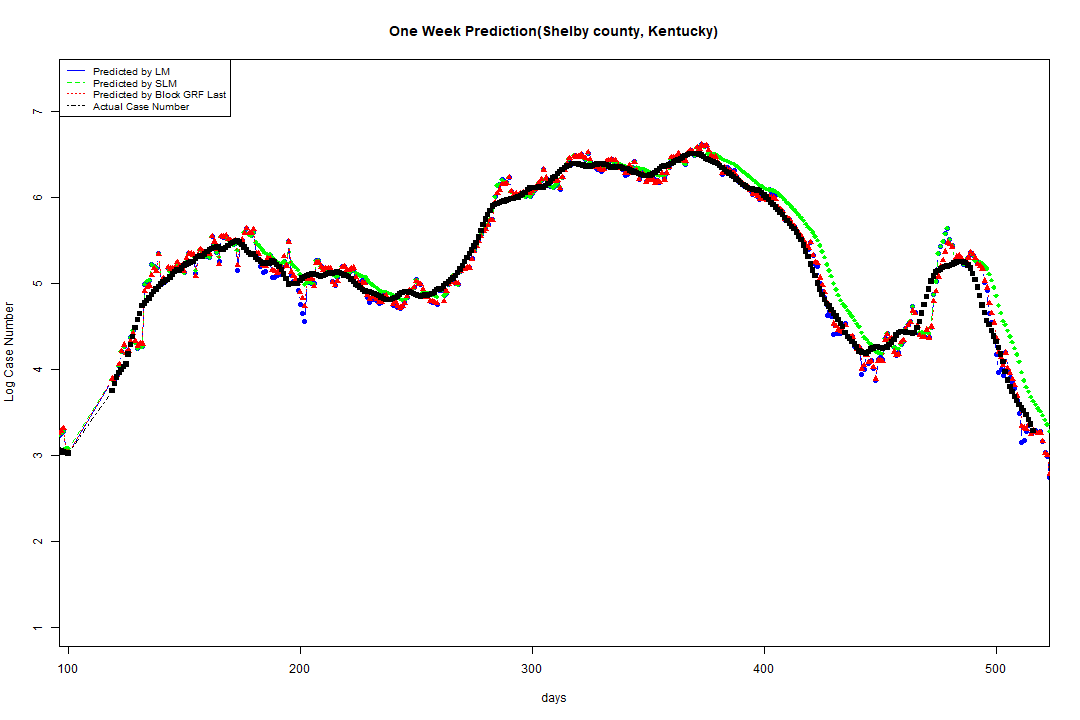 One Week Prediction(Shelby county, Kentucky)
Predicted by LM
Predicted by SLM
Predicted by Block GRF Last
Actual Case Number
7
6
5
4
3
2
1
Log Case Number
100 200 300 400 500
days